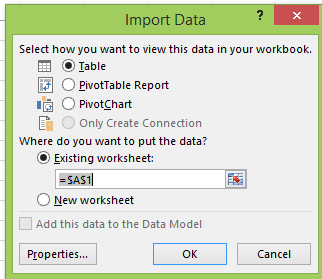 Import Data
?
Select how you want to view this data in your workbook.
Table
PivotTable Report
PivotChart
Only Create Connection
Where do you want to put the data?
Existing worksheet:
=$A$1
New worksheet
Add this data to the Data Model
Properties...
OK
Cancel